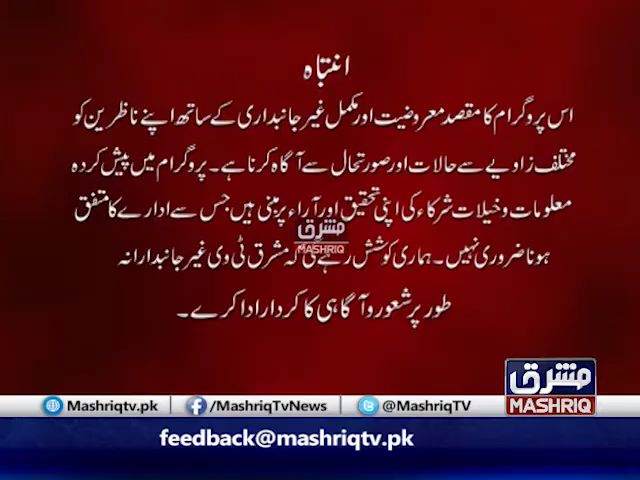 انتباہ
اس پروگرام کا مقصد معروضیت اور مکمل غیر جانبداری کے ساتھ اپنے ناظرین کو
مختلف زاویے سے حالات اور صورتحال سے آگاہ کرنا ہے۔ پروگرام میں پیش کردہ
معلومات و خیلات شرکاء کی اپنی تحقیق اور آراء پر مبنی ہیں جس سے ادارے کا متفق
ہونا ضروری نہیں۔ ہماری کوشش رہے گی کہ مشرق ٹی وی غیر جانبدارانہ
طور پر شعور و آگاہی کا کردار ادا کرے۔
مشرق
MASHRIQ
مشرق
MASHRIQ
Mashriqtv.pk /MashriqTvNews @MashriqTV
feedback@mashriqtv.pk